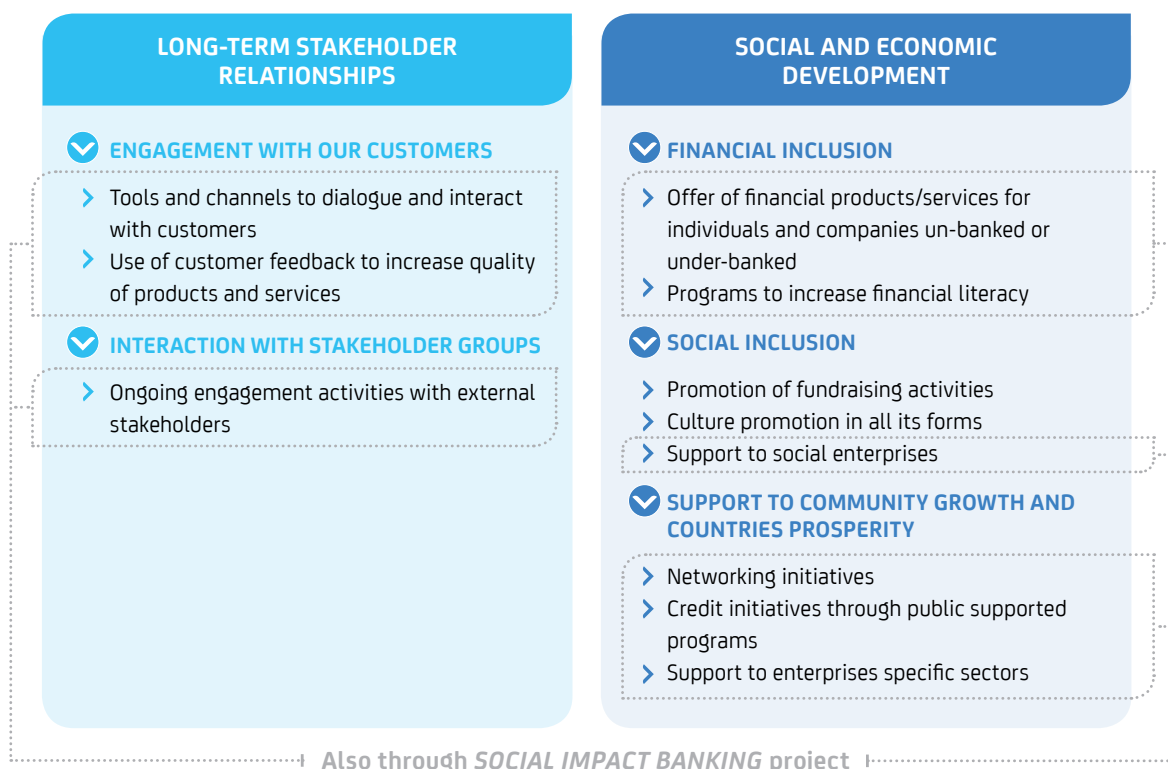 LONG-TERM STAKEHOLDER
RELATIONSHIPS
ENGAGEMENT WITH OUR CUSTOMERS
Tools and channels to dialogue and interact
with customers
Use of customer feedback to increase quality
of products and services
INTERACTION WITH STAKEHOLDER GROUPS
Ongoing engagement activities with external
stakeholders
SOCIAL AND ECONOMIC
DEVELOPMENT
FINANCIAL INCLUSION
Offer of financial products/services for
individuals and companies un-banked or
under-banked
Programs to increase financial literacy
SOCIAL INCLUSION
Promotion of fundraising activities
Culture promotion in all its forms
Support to social enterprises
SUPPORT TO COMMUNITY GROWTH AND
COUNTRIES PROSPERITY
Networking initiatives
Credit initiatives through public supported
programs
Support to enterprises specific sectors
Also through SOCIAL IMPACT BANKING project